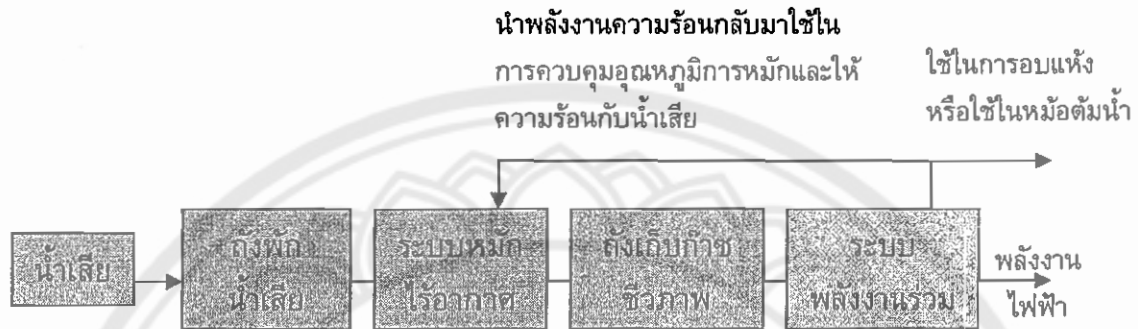 นำพลังงานความร้อนกลับมาใช้ใน
การควบคุมอุณหภูมิการหมักและให้
ความร้อนกับน้ำเสีย
ใช้ในการอบแห้ง
หรือใช้ในหม้อต้มน้ำ
น้ำเสีย
ถังพัก
น้ำเสีย
ระบบหมัก
ไร้อากาศ
ถังเก็บก๊าซ
ชีวภาพ
ระบบ
พลังงานร่วม
พลังงาน
ไฟฟ้า